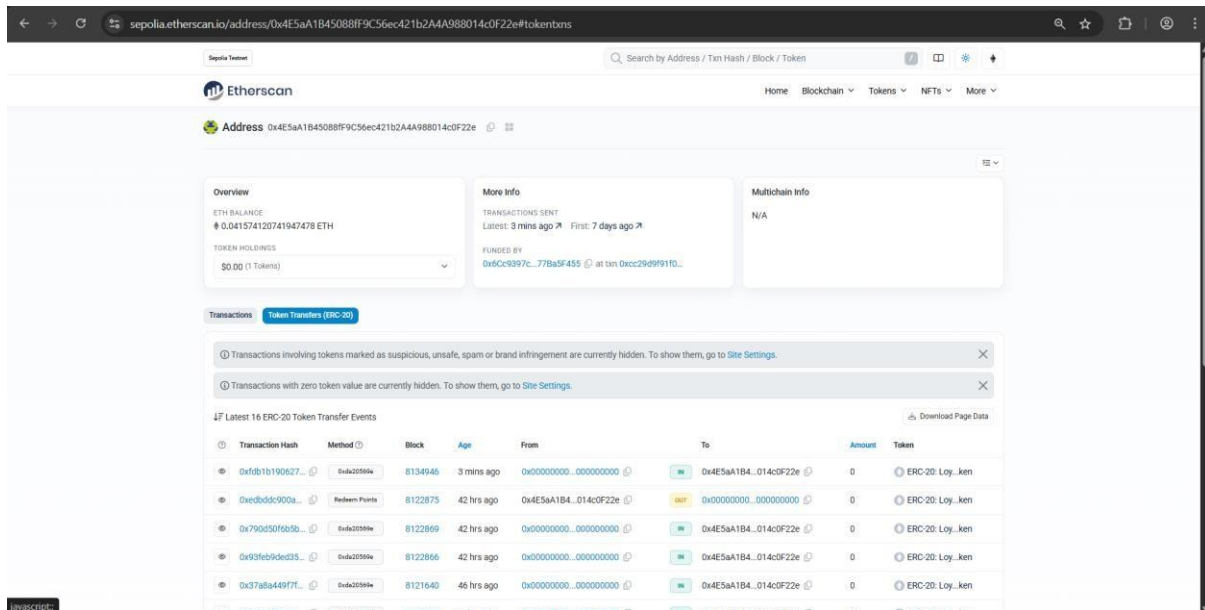 sepolia.etherscan.io/address/0x4E5aA1B45088fF9C56ec421b2A4A988014c0F22e#tokentxns
Sepolia Testnet
Search by Address / Txn Hash / Block / Token
/
Etherscan
Home Blockchain Tokens NFTs More
Address 0x4E5aA1B45088fF9C56ec421b2A4A988014c0F22e
Overview
ETH BALANCE
0.041574120741947478 ETH
TOKEN HOLDINGS
$0.00 (1 Tokens)
More Info
TRANSACTIONS SENT
Latest: 3 mins ago First: 7 days ago
FUNDED BY
0x6Cc9397c...77Ba5F455 at txn 0xcc29d9f91f0...
Multichain Info
N/A
Transactions Token Transfers (ERC-20)
Transactions involving tokens marked as suspicious, unsafe, spam or brand infringement are currently hidden. To show them, go to Site Settings.
Transactions with zero token value are currently hidden. To show them, go to Site Settings.
Latest 16 ERC-20 Token Transfer Events Download Page Data
Transaction Hash Method Block Age From To Amount Token
0xfdb1b190627... 0xda20569e 8134946 3 mins ago 0x00000000...000000000 IN 0x4E5aA1B4...014c0F22e 0 ERC-20: Loy...ken
0xedbddc900a... Redeem Points 8122875 42 hrs ago 0x4E5aA1B4...014c0F22e OUT 0x00000000...000000000 0 ERC-20: Loy...ken
0x790d50f6b5b... 0xda20569e 8122869 42 hrs ago 0x00000000...000000000 IN 0x4E5aA1B4...014c0F22e 0 ERC-20: Loy...ken
0x93feb9ded35... 0xda20569e 8122866 42 hrs ago 0x00000000...000000000 IN 0x4E5aA1B4...014c0F22e 0 ERC-20: Loy...ken
0x37a8a449f7f... 0xda20569e 8121640 46 hrs ago 0x00000000...000000000 IN 0x4E5aA1B4...014c0F22e 0 ERC-20: Loy...ken
javascript:;